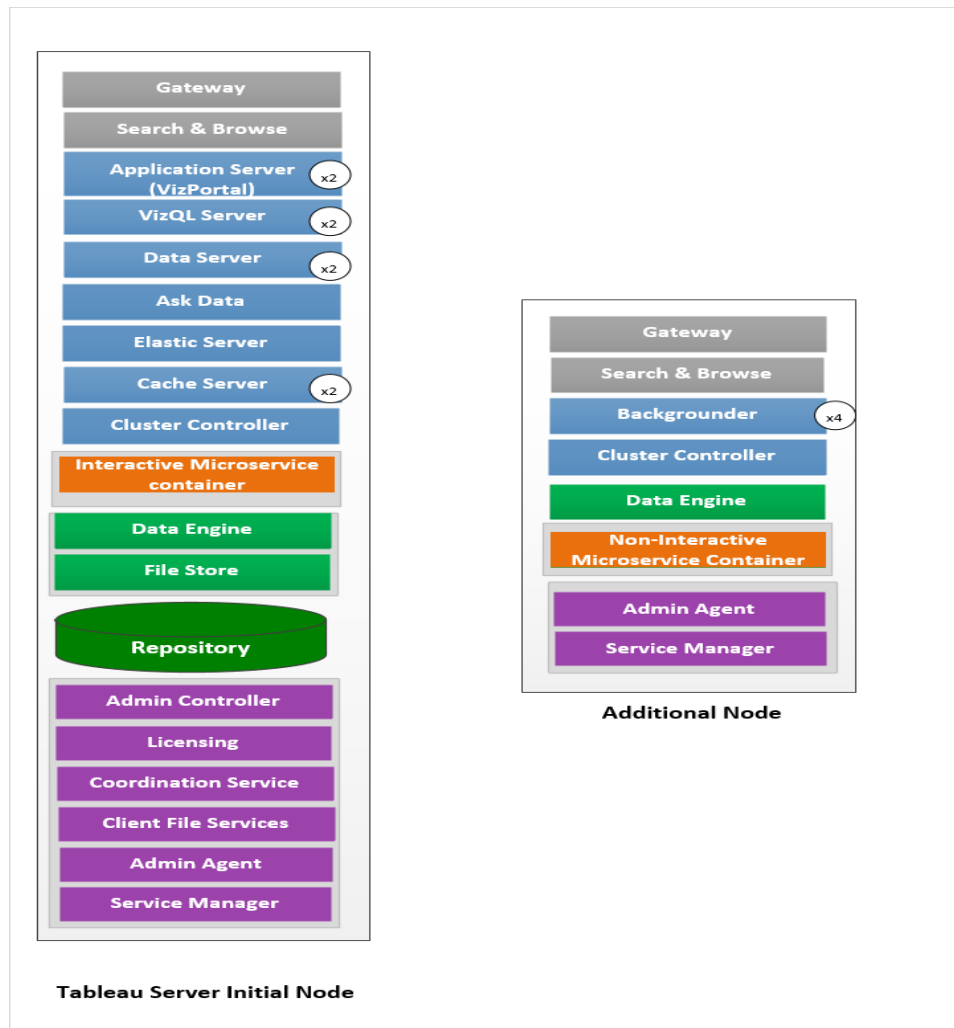 Gateway
Search & Browse
Application Server
(VizPortal)
x2
VizQL Server
x2
Data Server
x2
Ask Data
Elastic Server
Cache Server
x2
Cluster Controller
Interactive Microservice
container
Data Engine
File Store
Repository
Admin Controller
Licensing
Coordination Service
Client File Services
Admin Agent
Service Manager
Tableau Server Initial Node
Gateway
Search & Browse
Backgrounder
x4
Cluster Controller
Data Engine
Non-Interactive
Microservice Container
Admin Agent
Service Manager
Additional Node